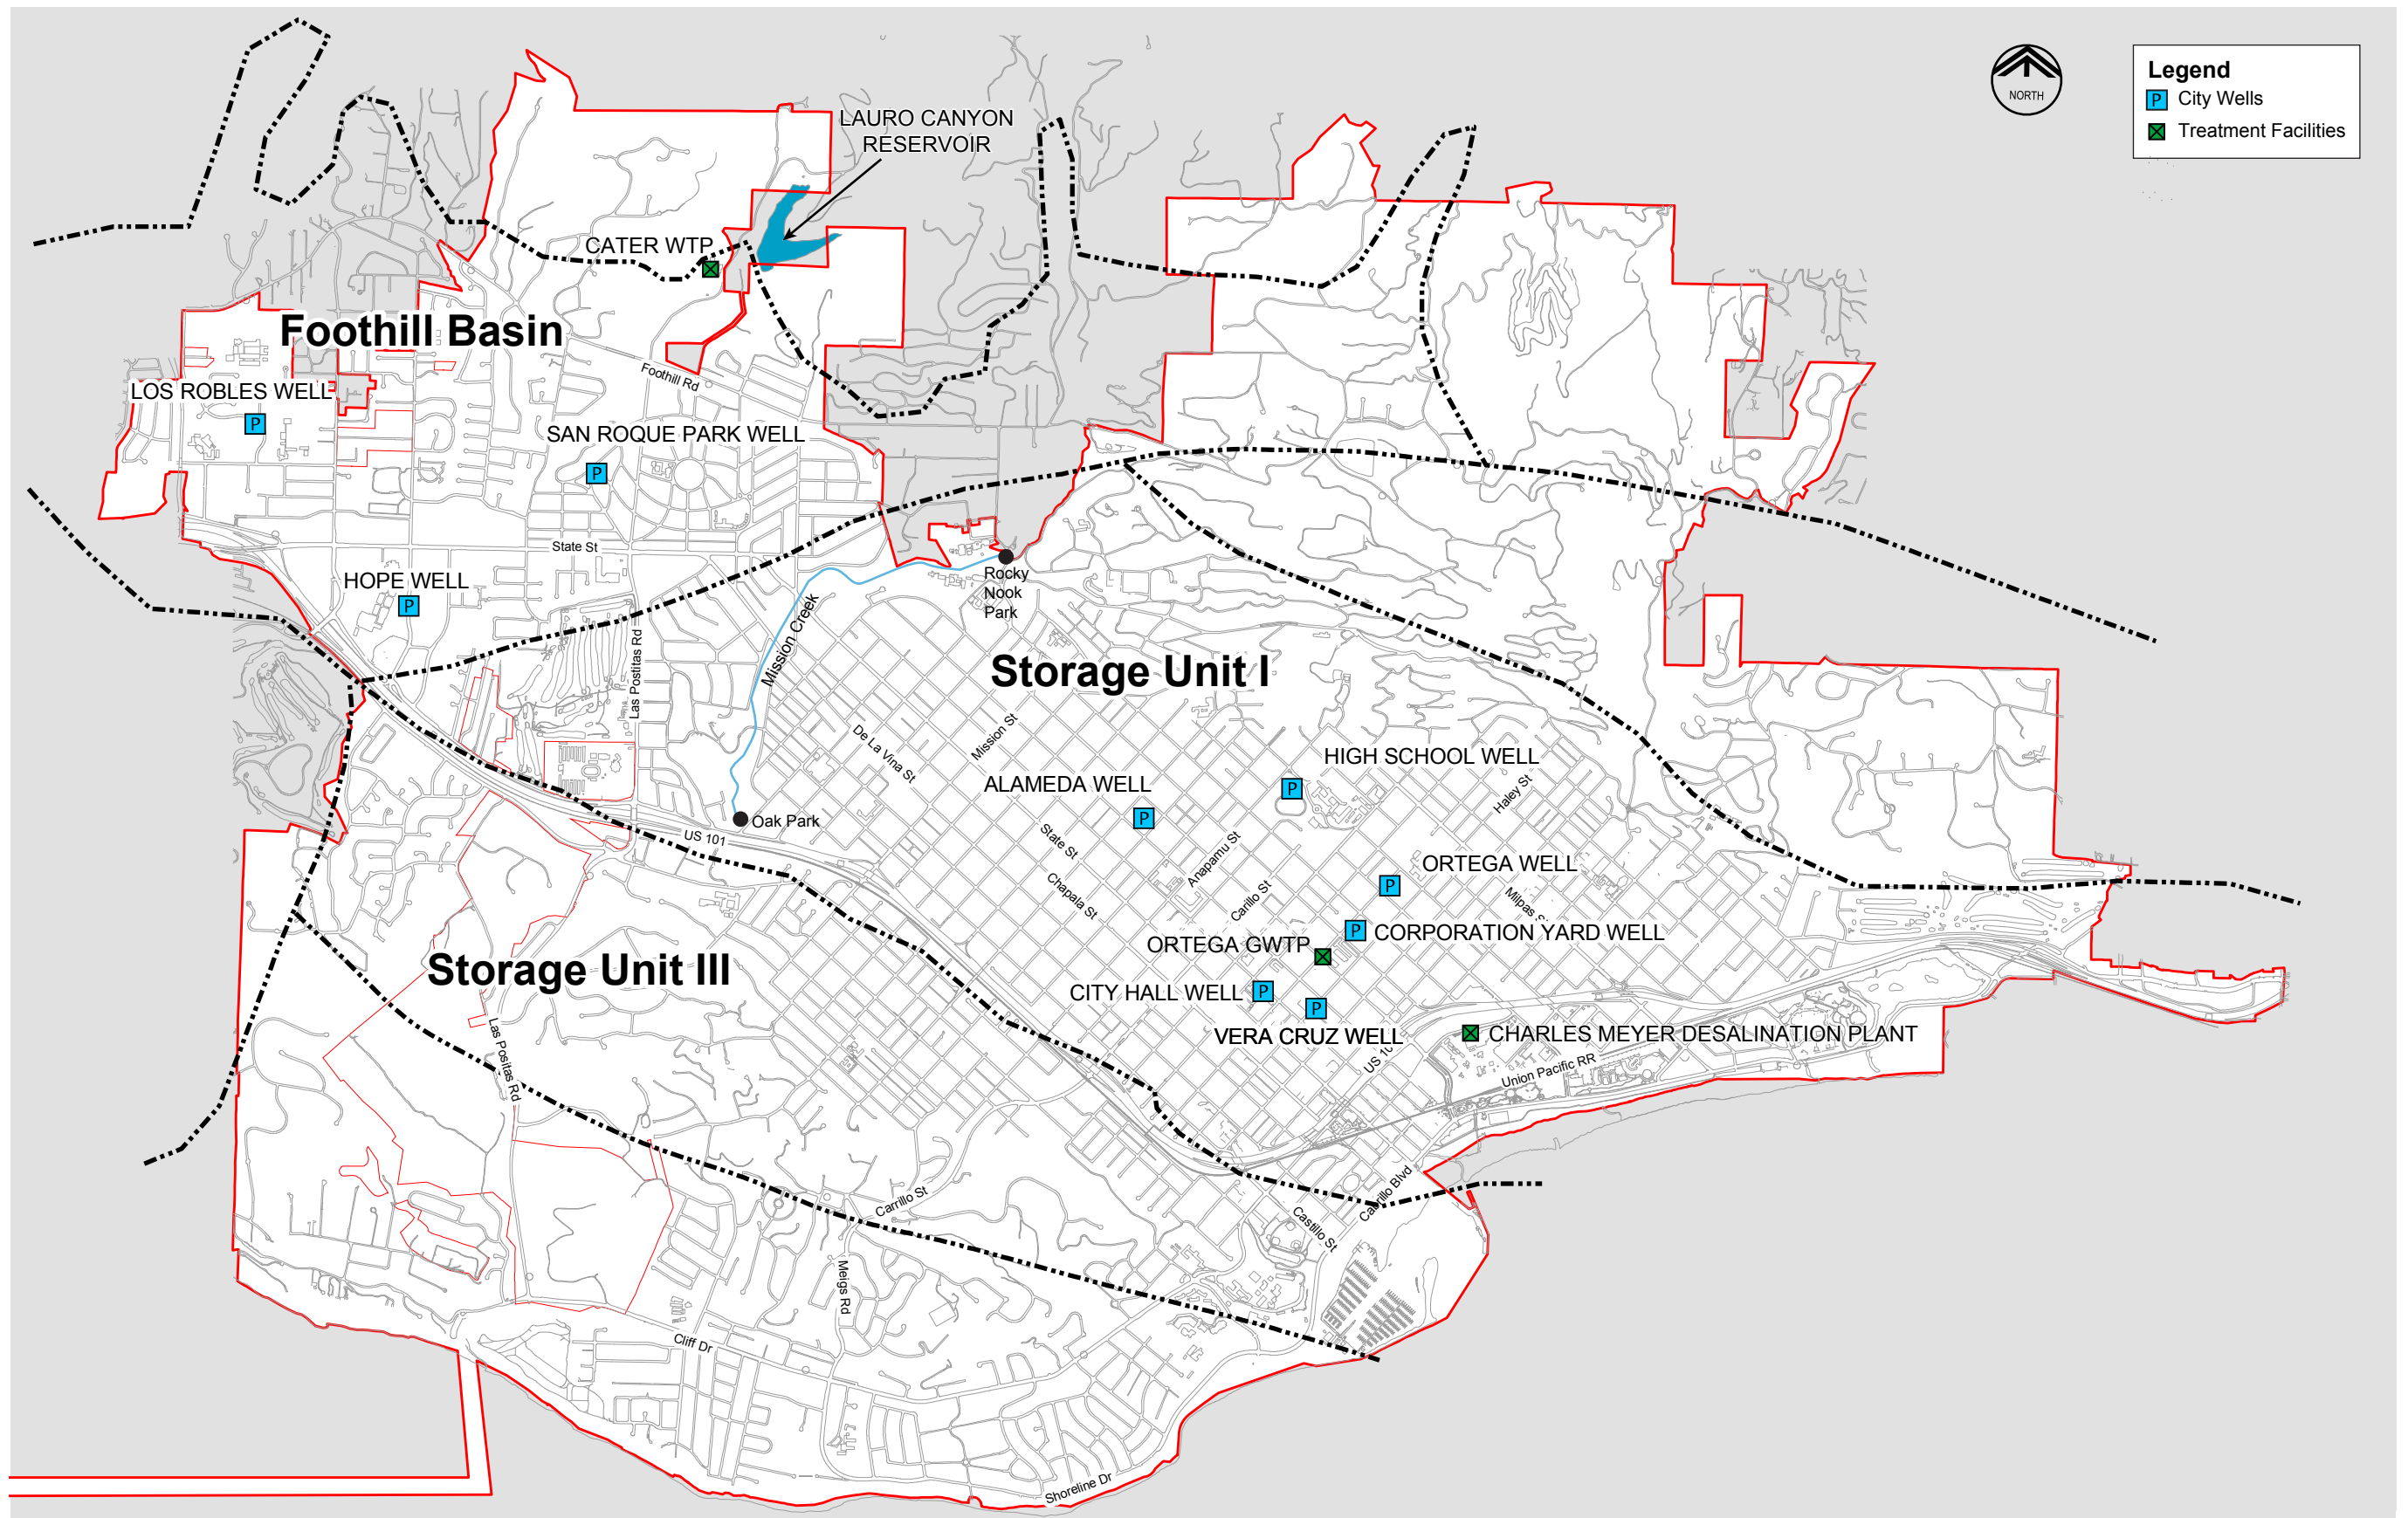 NORTH
Legend
P City Wells
Treatment Facilities
LAURO CANYON
RESERVOIR
CATER WTP
Foothill Basin
Foothill Rd
LOS ROBLES WELL
P
SAN ROQUE PARK WELL
P
State St
HOPE WELL
P
Rocky
Nook
Park
Mission Creek
Las Postitas Rd
Storage Unit I
De La Vina St
Mission St
HIGH SCHOOL WELL
P
ALAMEDA WELL
P
Haley St
Oak Park
US 101
State St
Anapamu St
ORTEGA WELL
P
Chapala St
Carillo St
Milpas St
P CORPORATION YARD WELL
ORTEGA GWTP
Storage Unit III
CITY HALL WELL P
P
VERA CRUZ WELL
CHARLES MEYER DESALINATION PLANT
Las Positas Rd
US 10
Union Pacific RR
Carrillo St
Castillo St
Cabrillo Blvd
Meigs Rd
Cliff Dr
Shoreline Dr